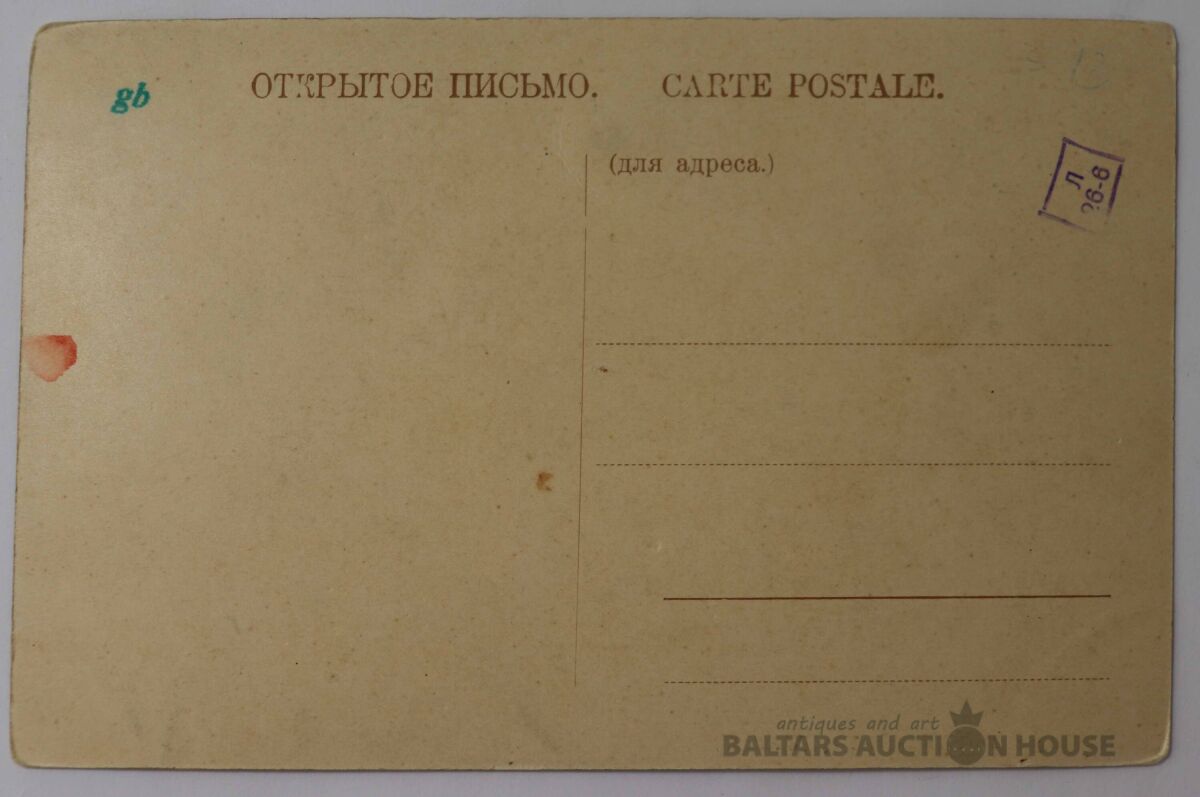 gb
ОТКРЫТОЕ ПИСЬМО. CARTE POSTALE.
(для адреса.)
Л
26-6
antiques and art
BALTARS AUCTION HOUSE